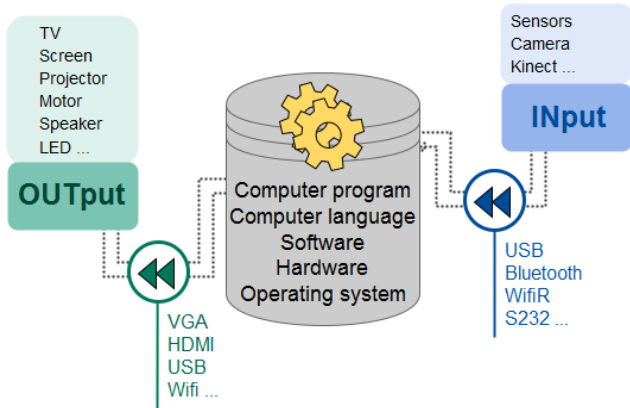 TV
Screen
Projector
Motor
Speaker
LED ...
OUTput
Sensors
Camera
Kinect ...
INput
Computer program
Computer language
Software
Hardware
Operating system
VGA
HDMI
USB
Wifi ...
USB
Bluetooth
WifiR
S232 ...